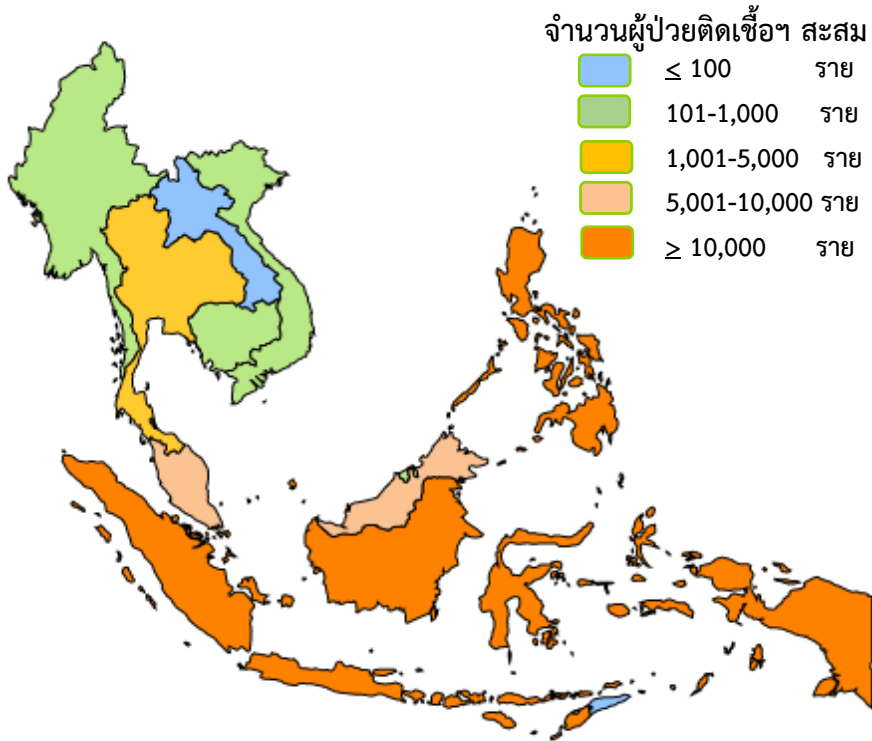 จำนวนผู้ป่วยติดเชื้อฯ สะสม
≤ 100 ราย
101-1,000 ราย
1,001-5,000 ราย
5,001-10,000 ราย
≥ 10,000 ราย